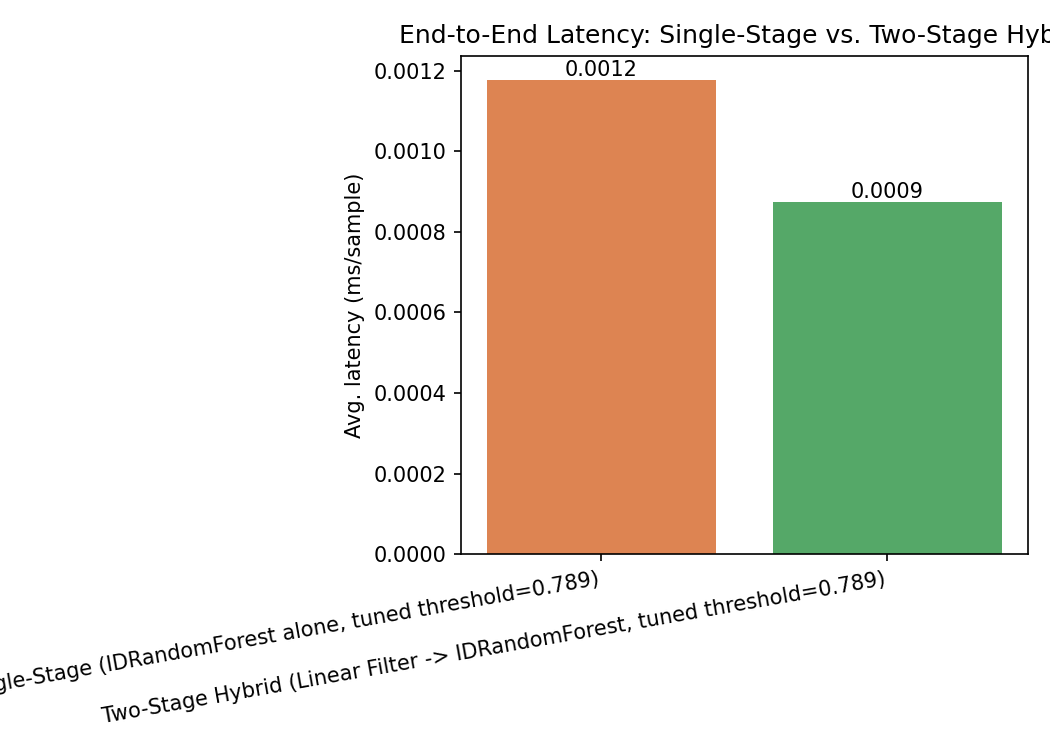 End-to-End Latency: Single-Stage vs. Two-Stage Hyb
0.0012
0.0012
0.0010
0.0009
0.0008
0.0006
0.0004
0.0002
0.0000
Avg. latency (ms/sample)
gle-Stage (IDRandomForest alone, tuned threshold=0.789)
Two-Stage Hybrid (Linear Filter -> IDRandomForest, tuned threshold=0.789)